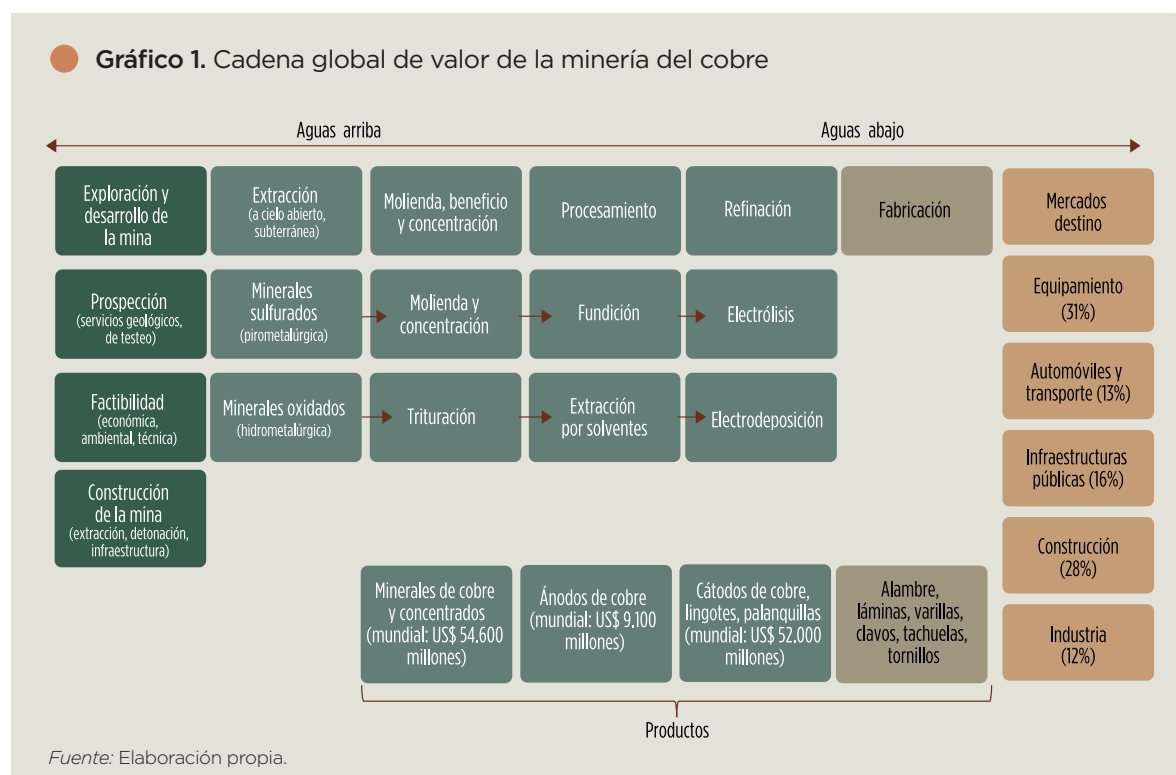 Gráfico 1. Cadena global de valor de la minería del cobre
Aguas arriba
Aguas abajo
Exploración y
desarrollo de
la mina
Extracción
(a cielo abierto,
subterránea)
Molienda, beneficio
y concentración
Procesamiento
Refinación
Fabricación
Mercados
destino
Prospección
(servicios geológicos,
de testeo)
Minerales
sulfurados
(pirometalúrgica)
Molienda y
concentración
Fundición
Electrólisis
Equipamiento
(31%)
Factibilidad
(económica,
ambiental, técnica)
Minerales oxidados
(hidrometalúrgica)
Trituración
Extracción
por solventes
Electrodeposición
Automóviles y
transporte (13%)
Infraestructuras
públicas (16%)
Construcción
de la mina
(extracción, detonación,
infraestructura)
Construcción
(28%)
Minerales de cobre
y concentrados
(mundial: US$ 54,600
millones)
Ánodos de cobre
(mundial: US$ 9,100
millones)
Cátodos de cobre,
lingotes, palanquillas
(mundial: US$ 52.000
millones)
Alambre,
láminas, varillas,
clavos, tachuelas,
tornillos
Industria
(12%)
Productos
Fuente: Elaboración propia.